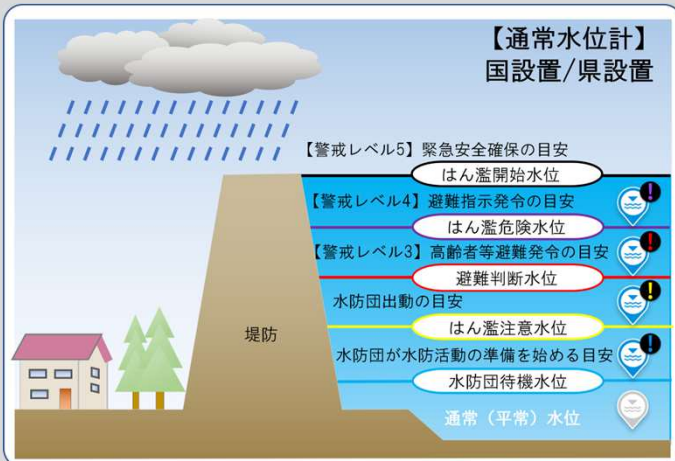 【通常水位計】
国設置/県設置
【警戒レベル5】緊急安全確保の目安
はん濫開始水位
【警戒レベル4】避難指示発令の目安
はん濫危険水位
【警戒レベル3】高齢者等避難発令の目安
避難判断水位
水防団出動の目安
はん濫注意水位
堤防
水防団が水防活動の準備を始める目安
水防団待機水位
通常（平常）水位